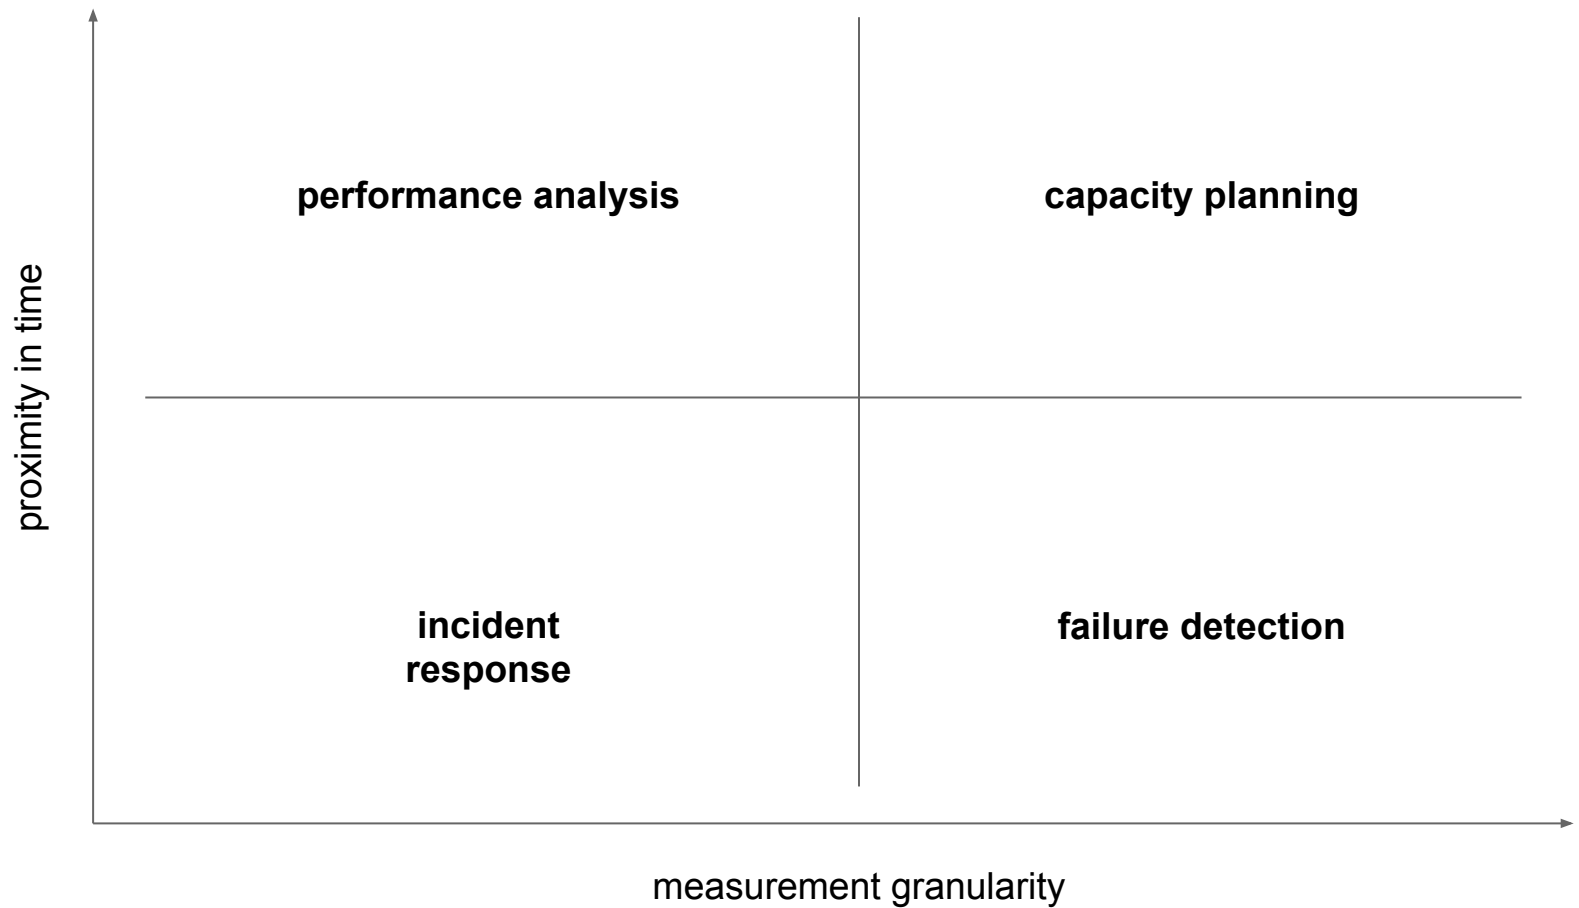 performance analysis
capacity planning
proximity in time
incident
response
failure detection
measurement granularity